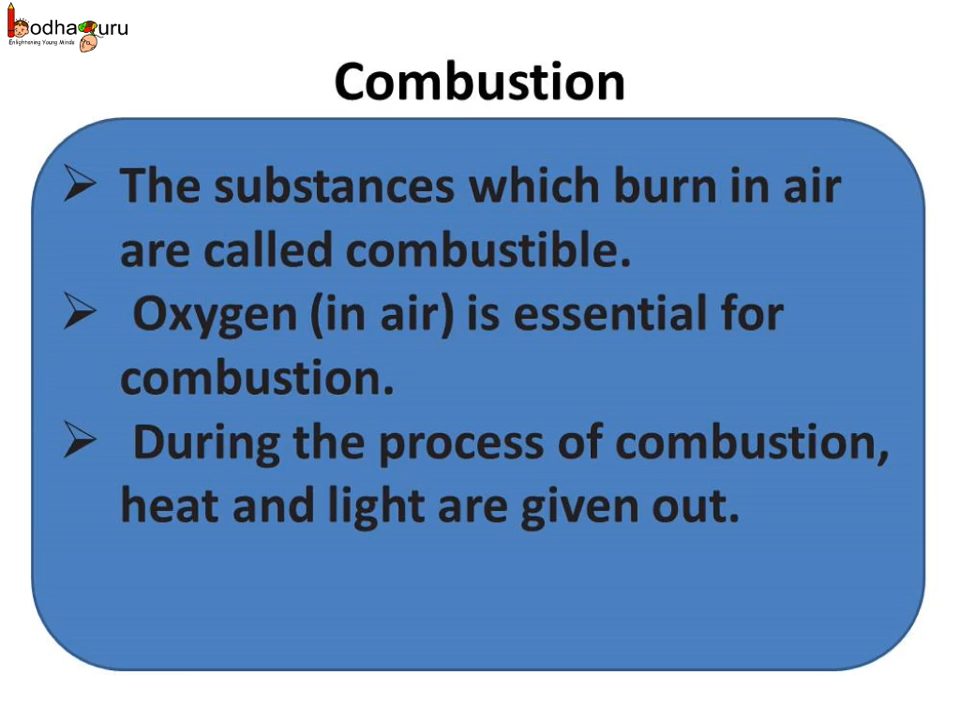 odhaguru
Enlightening Young Minds
Combustion
➢ The substances which burn in air
are called combustible.
➢ Oxygen (in air) is essential for
combustion.
➢ During the process of combustion,
heat and light are given out.